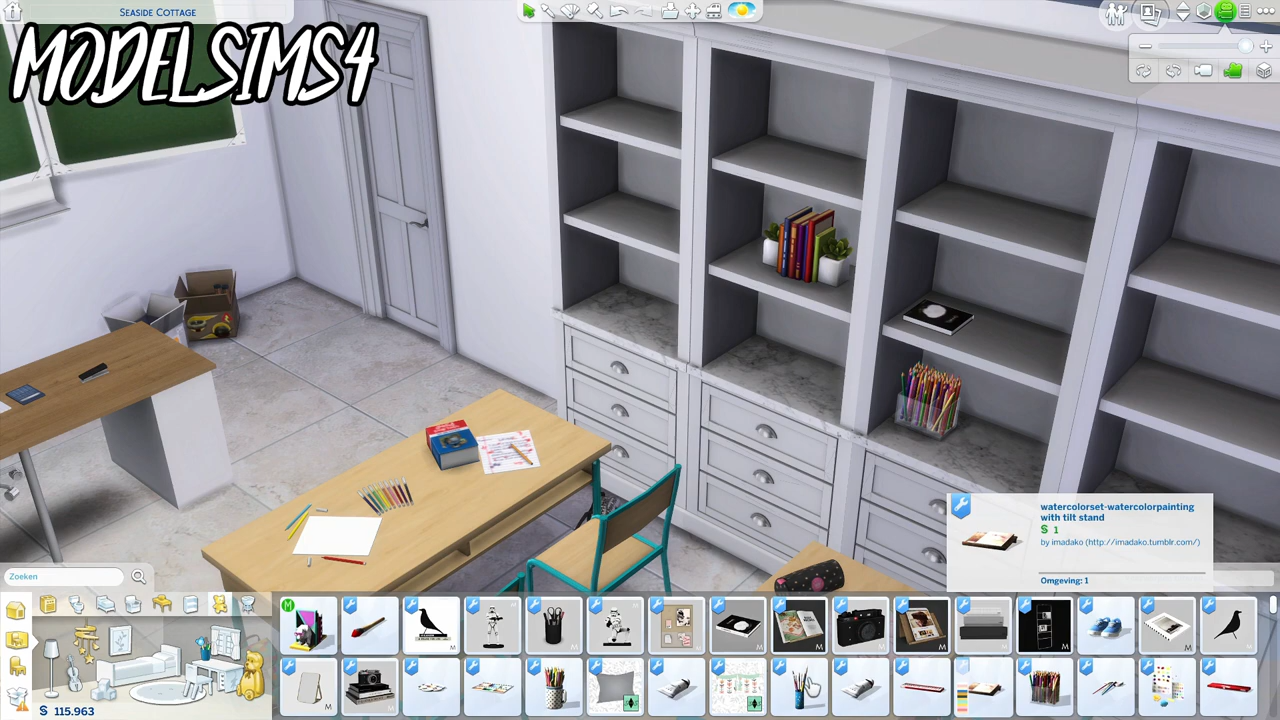 SEASIDE COTTAGE
MODELSIMS4
watercolorset-watercolorpainting
with tilt stand
§ 1
by imadako (http://imadako.tumblr.com/)
Omgeving: 1
Zoeken
§ 115.963